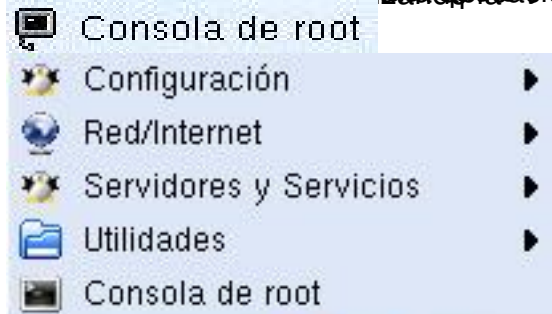 Consola de root
Configuración
Red/Internet
Servidores y Servicios
Utilidades
Consola de root